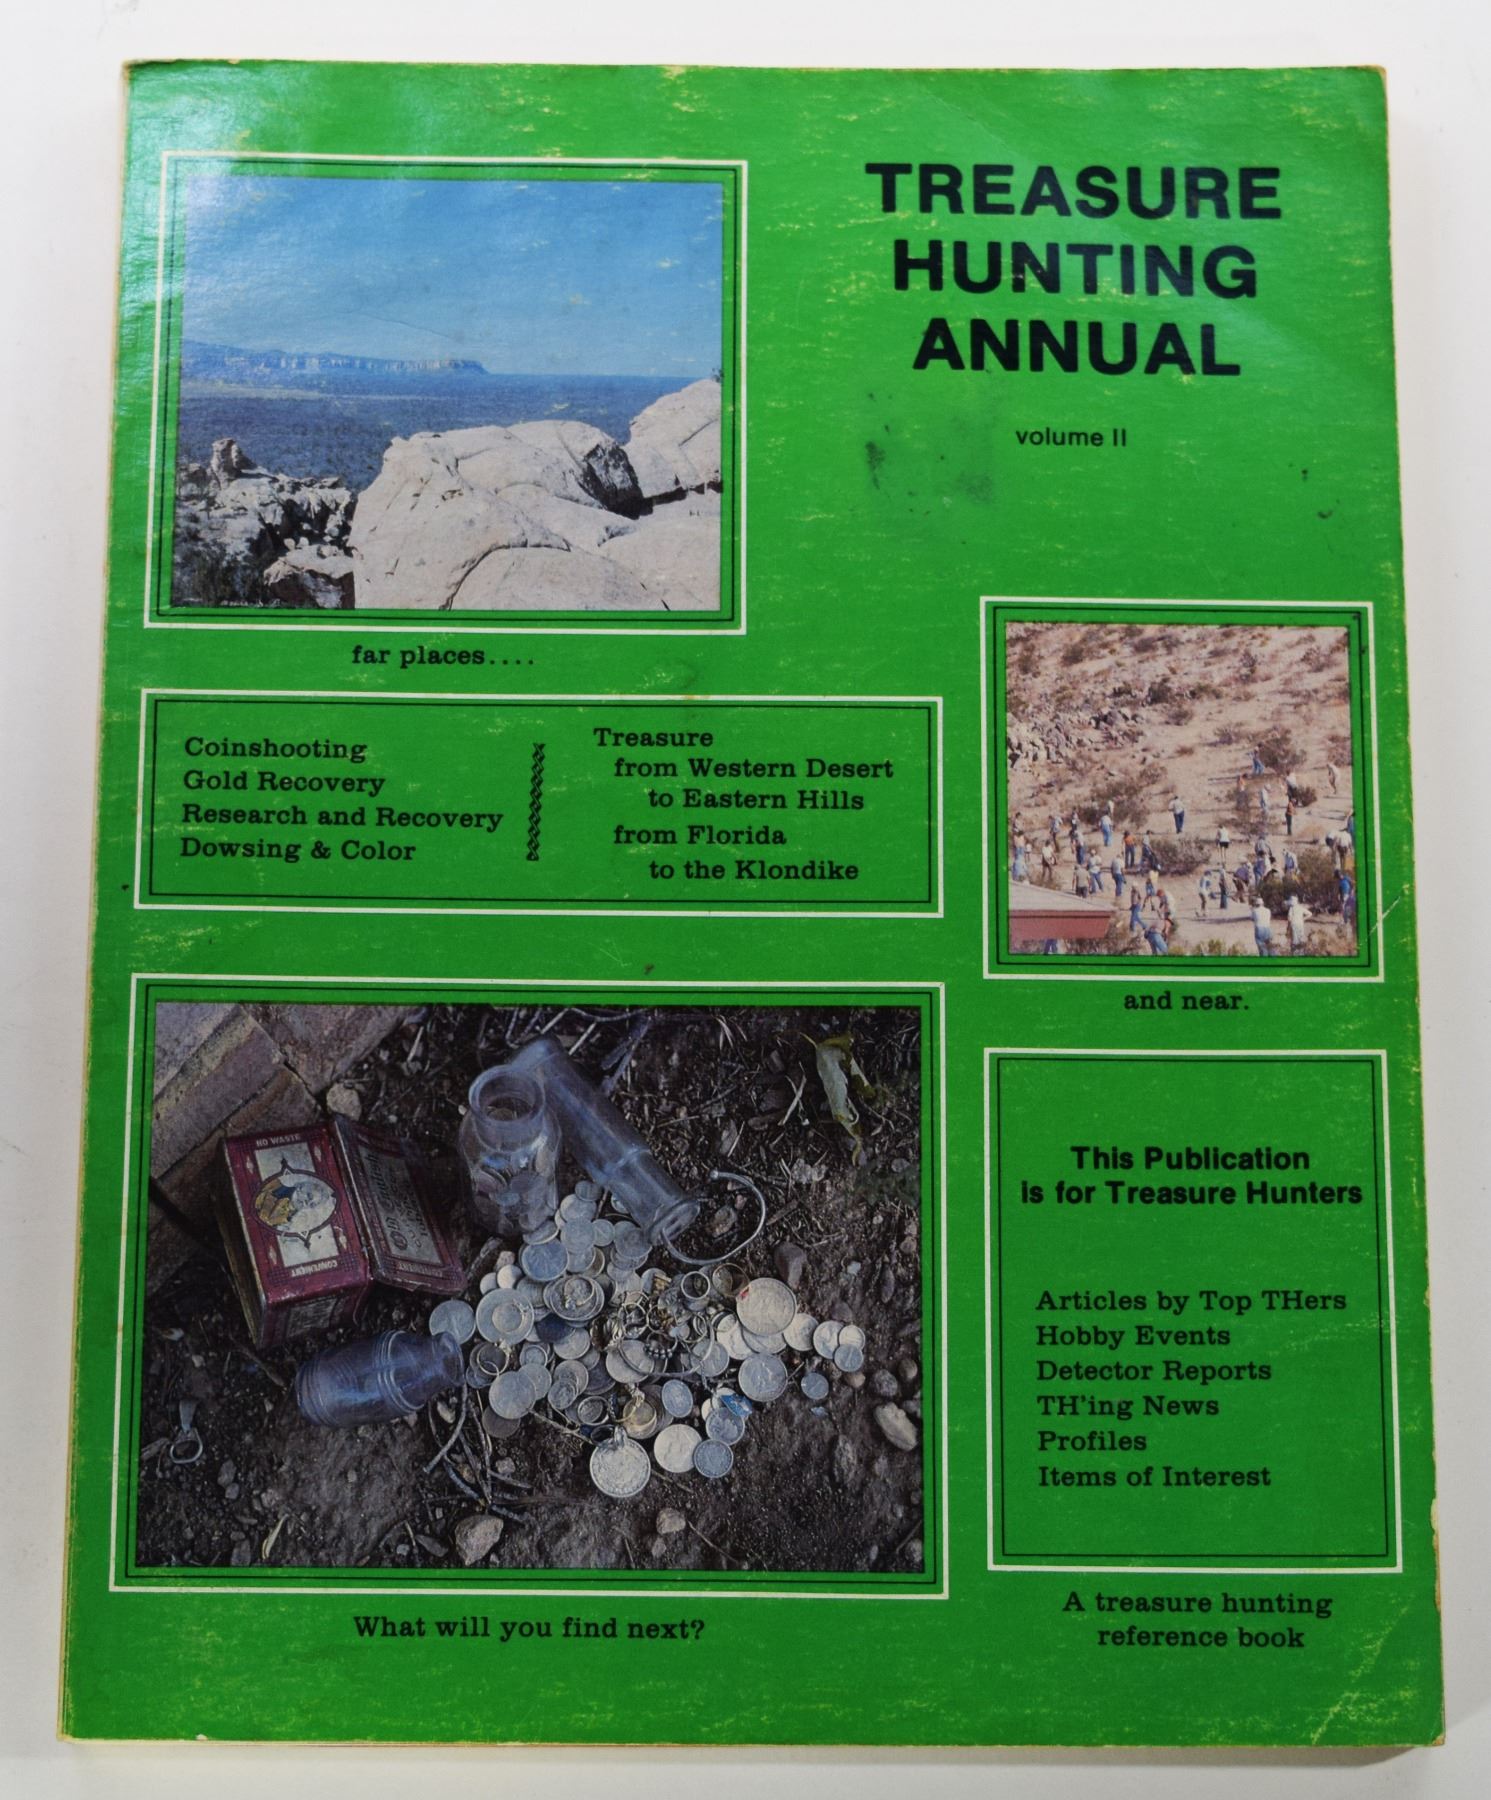 TREASURE
HUNTING
ANNUAL
volume II
far places....
Coinshooting
Gold Recovery
Research and Recovery
Dowsing & Color
Treasure
from Western Desert
to Eastern Hills
from Florida
to the Klondike
and near.
NO WASTE
CONVENIENT
What will you find next?
This Publication
is for Treasure Hunters
Articles by Top THers
Hobby Events
Detector Reports
TH'ing News
Profiles
Items of Interest
A treasure hunting
reference book